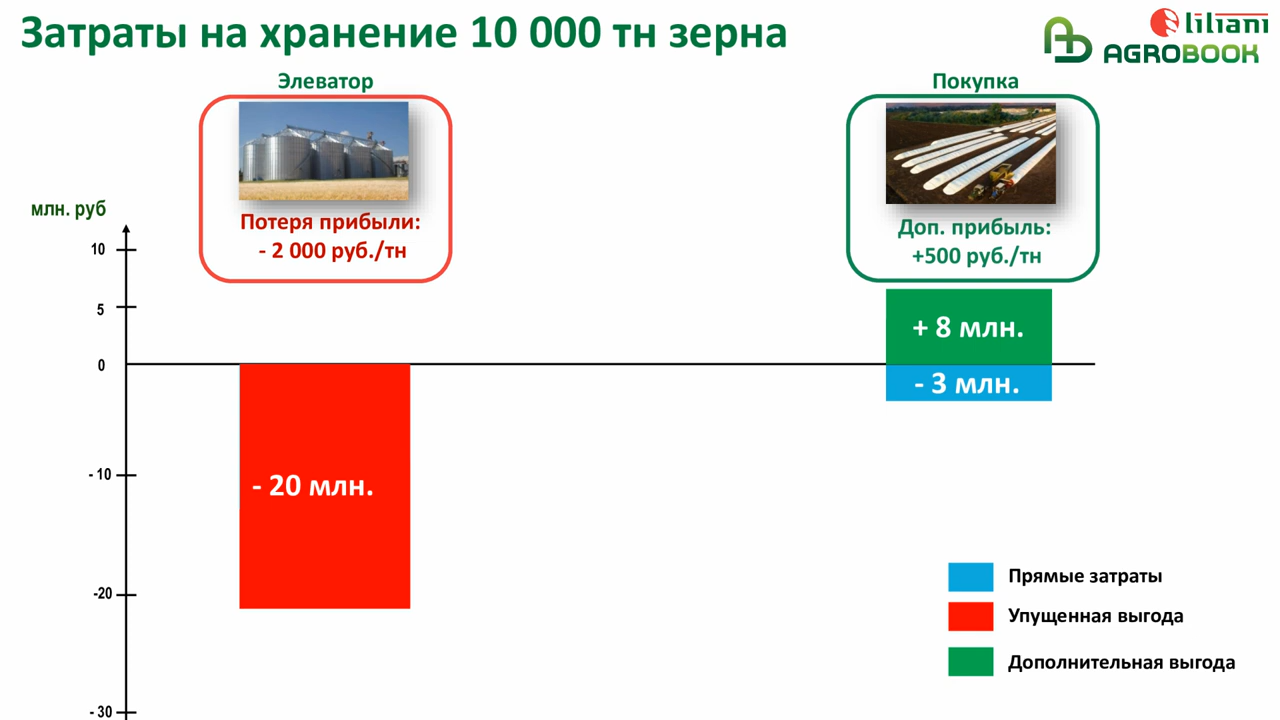 Затраты на хранение 10 000 тн зерна
liliani
AGROBOOK
Элеватор
Потеря прибыли:
- 2 000 руб./тн
Покупка
Доп. прибыль:
+500 руб./тн
млн. руб
10
5
0
- 10
-20
- 30
- 20 млн.
+ 8 млн.
- 3 млн.
Прямые затраты
Упущенная выгода
Дополнительная выгода